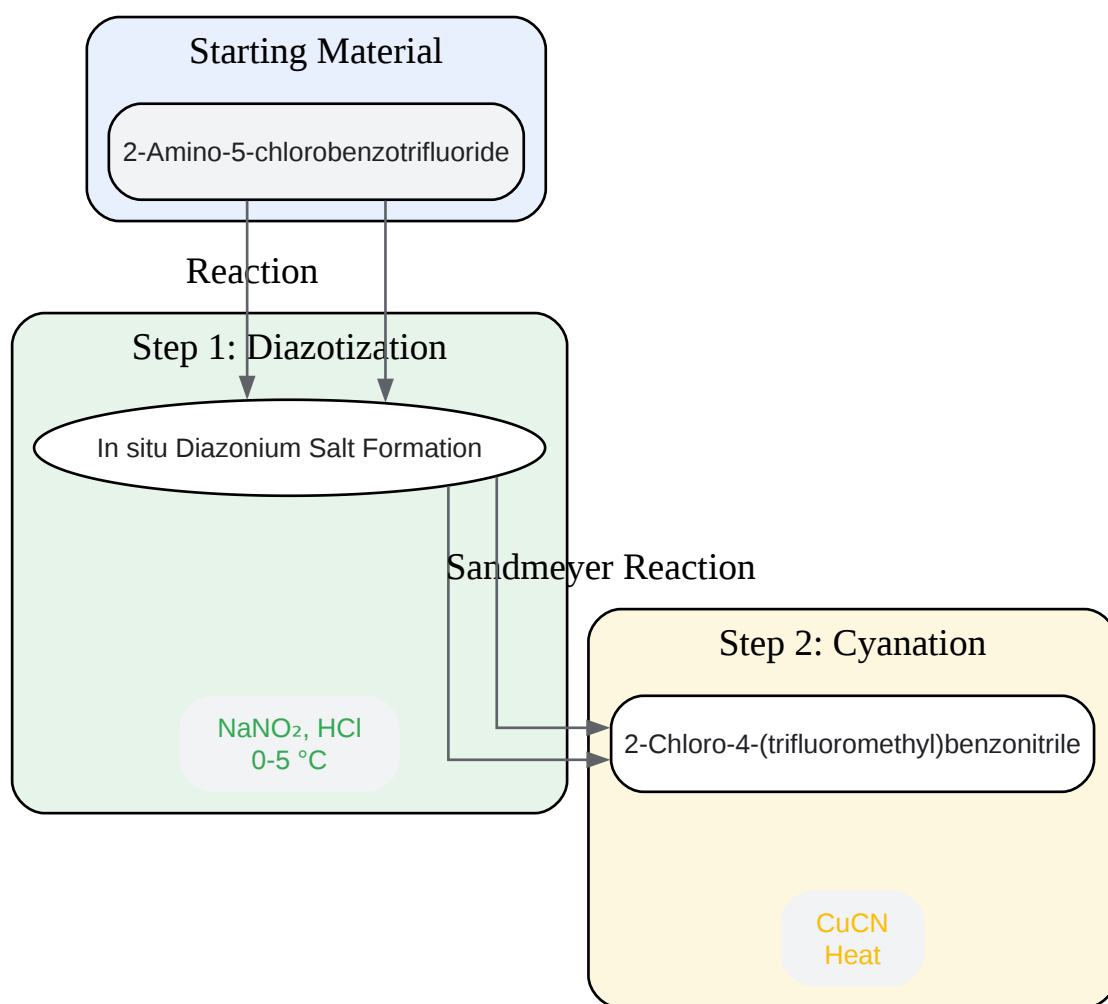 Starting Material
2-Amino-5-chlorobenzotrifluoride
Reaction
Step 1: Diazotization
In situ Diazonium Salt Formation
Sandmeyer Reaction
Step 2: Cyanation
NaNO₂, HCl
0-5 °C
2-Chloro-4-(trifluoromethyl)benzonitrile
CuCN
Heat